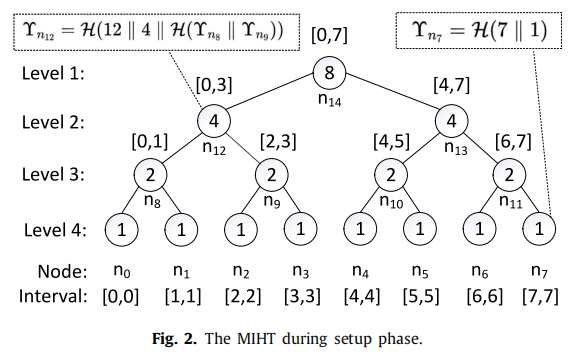 ϒₙ₁₂ = ℋ(12 ∥ 4 ∥ ℋ(ϒₙ₈ ∥ ϒₙ₉))
[0,7]
ϒₙ₇ = ℋ(7 ∥ 1)
Level 1:
8
n₁₄
[0,3]
[4,7]
Level 2:
4
4
n₁₂
n₁₃
[0,1]
[2,3]
[4,5]
[6,7]
Level 3:
2
2
2
2
n₈
n₉
n₁₀
n₁₁
Level 4:
1
1
1
1
1
1
1
1
Node: n₀ n₁ n₂ n₃ n₄ n₅ n₆ n₇
Interval: [0,0] [1,1] [2,2] [3,3] [4,4] [5,5] [6,6] [7,7]
Fig. 2. The MIHT during setup phase.